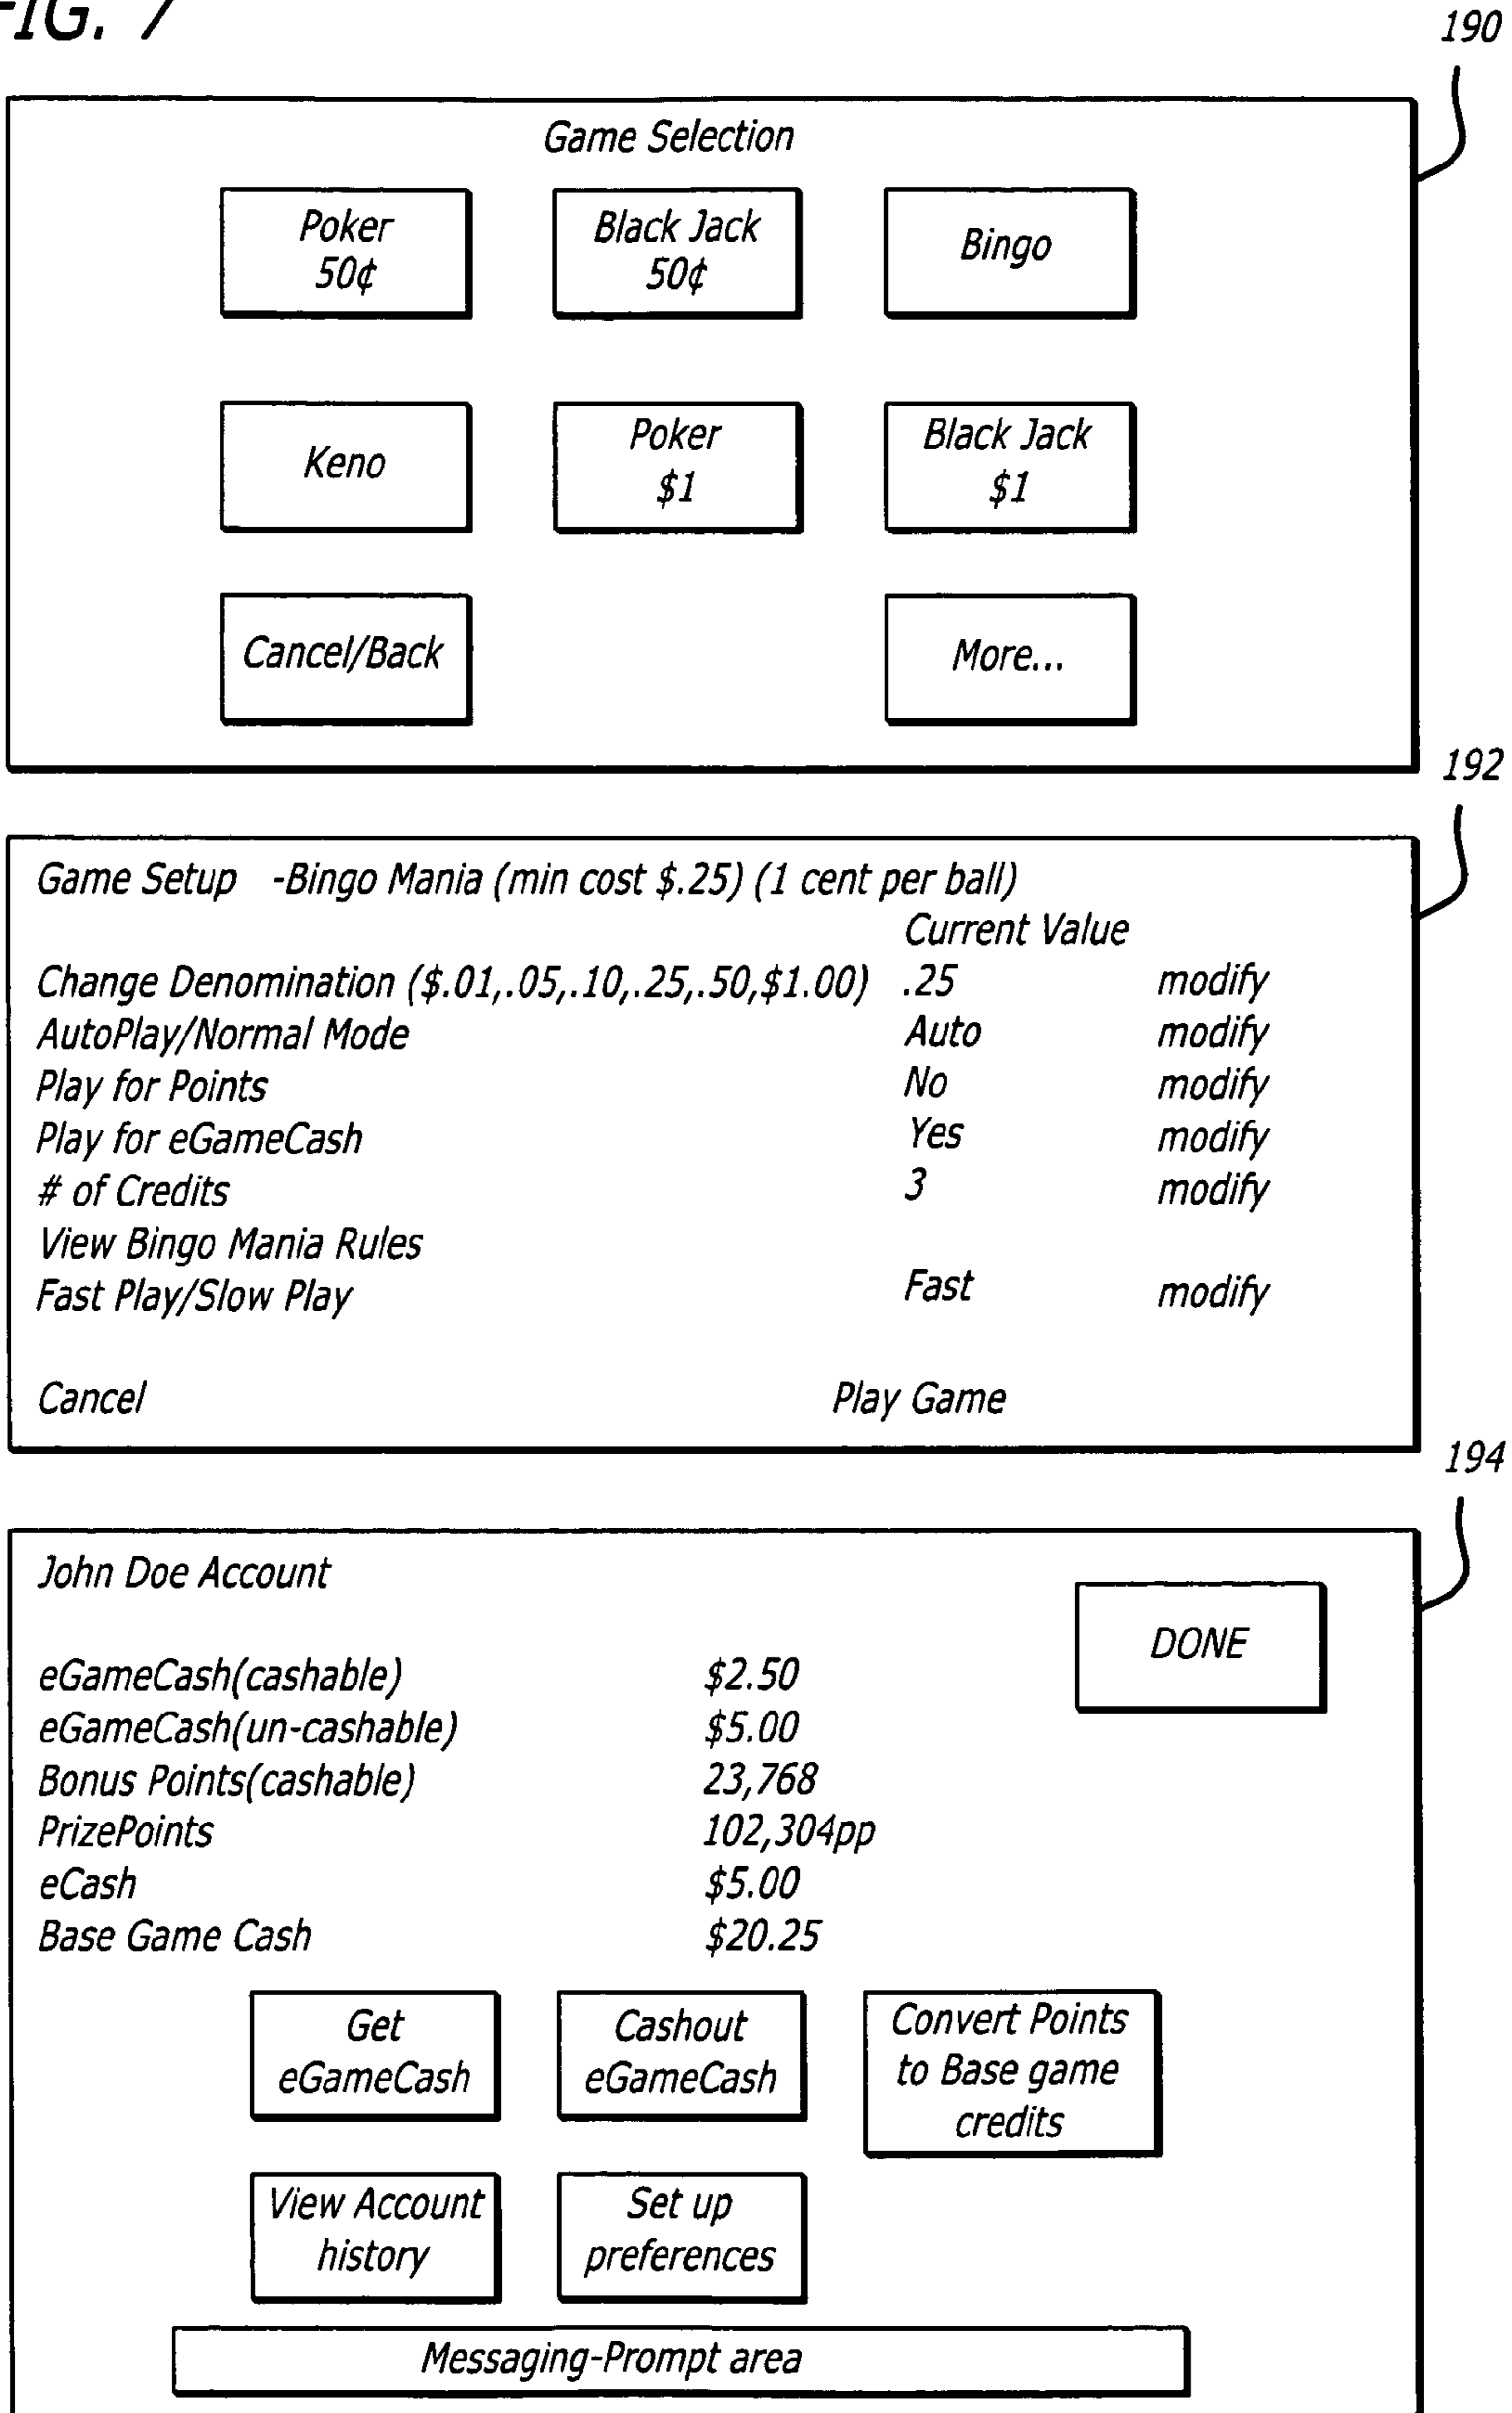 FIG. 7
190
Game Selection
Poker
50¢
Black Jack
50¢
Bingo
Keno
Poker
$1
Black Jack
$1
Cancel/Back
More...
192
Game Setup -Bingo Mania (min cost $.25) (1 cent per ball)
Current Value
Change Denomination ($.01,.05,.10,.25,.50,$1.00) .25 modify
AutoPlay/Normal Mode Auto modify
Play for Points No modify
Play for eGameCash Yes modify
# of Credits 3 modify
View Bingo Mania Rules
Fast Play/Slow Play Fast modify
Cancel Play Game
194
John Doe Account
DONE
eGameCash(cashable) $2.50
eGameCash(un-cashable) $5.00
Bonus Points(cashable) 23,768
PrizePoints 102,304pp
eCash $5.00
Base Game Cash $20.25
Get
eGameCash
Cashout
eGameCash
Convert Points
to Base game
credits
View Account
history
Set up
preferences
Messaging-Prompt area